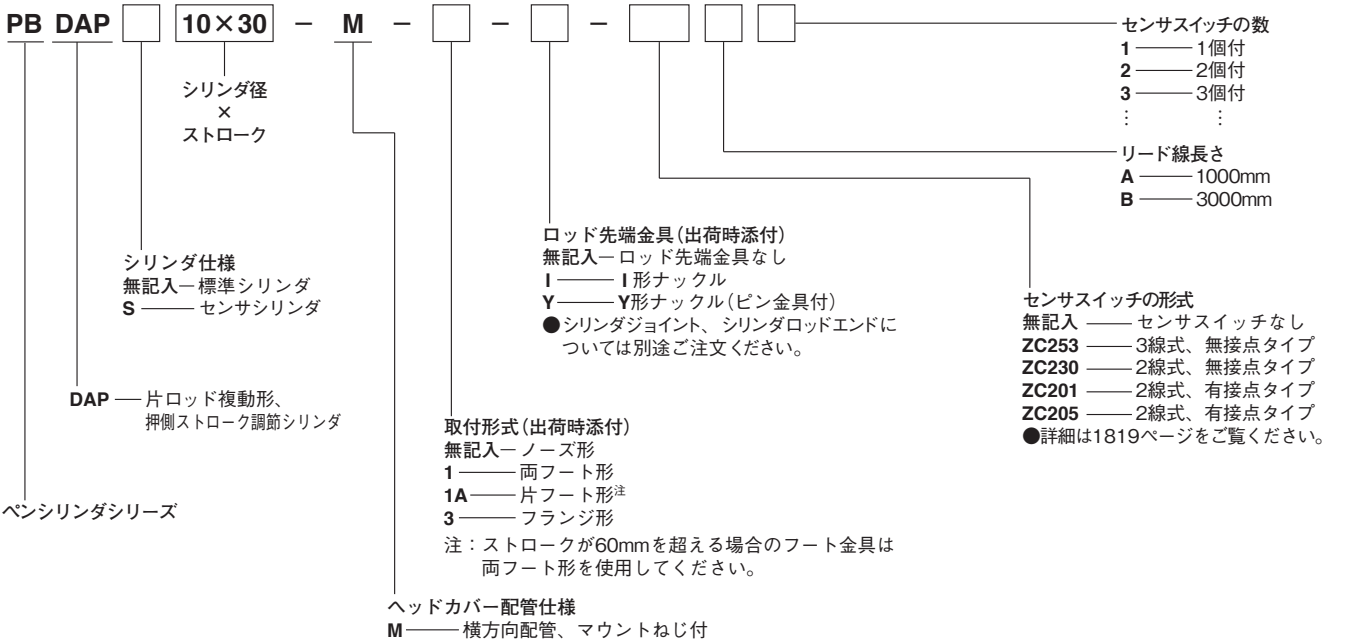 PB DAP □ 10×30 － M － □ － □ － □ □ □
センサスイッチの数
1 ─── 1個付
2 ─── 2個付
3 ─── 3個付
⋮ ⋮
リード線長さ
A ─── 1000mm
B ─── 3000mm
シリンダ径
×
ストローク
センサスイッチの形式
無記入 ─── センサスイッチなし
ZC253 ─── 3線式、無接点タイプ
ZC230 ─── 2線式、無接点タイプ
ZC201 ─── 2線式、有接点タイプ
ZC205 ─── 2線式、有接点タイプ
●詳細は1819ページをご覧ください。
ロッド先端金具（出荷時添付）
無記入─ロッド先端金具なし
I ─── I 形ナックル
Y ─── Y形ナックル（ピン金具付）
●シリンダジョイント、シリンダロッドエンドに
ついては別途ご注文ください。
シリンダ仕様
無記入─標準シリンダ
S ─── センサシリンダ
DAP ─ 片ロッド複動形、
押側ストローク調節シリンダ
取付形式（出荷時添付）
無記入─ノーズ形
1 ─── 両フート形
1A ─── 片フート形注
3 ─── フランジ形
注：ストロークが60mmを超える場合のフート金具は
両フート形を使用してください。
ペンシリンダシリーズ
ヘッドカバー配管仕様
M ─── 横方向配管、マウントねじ付